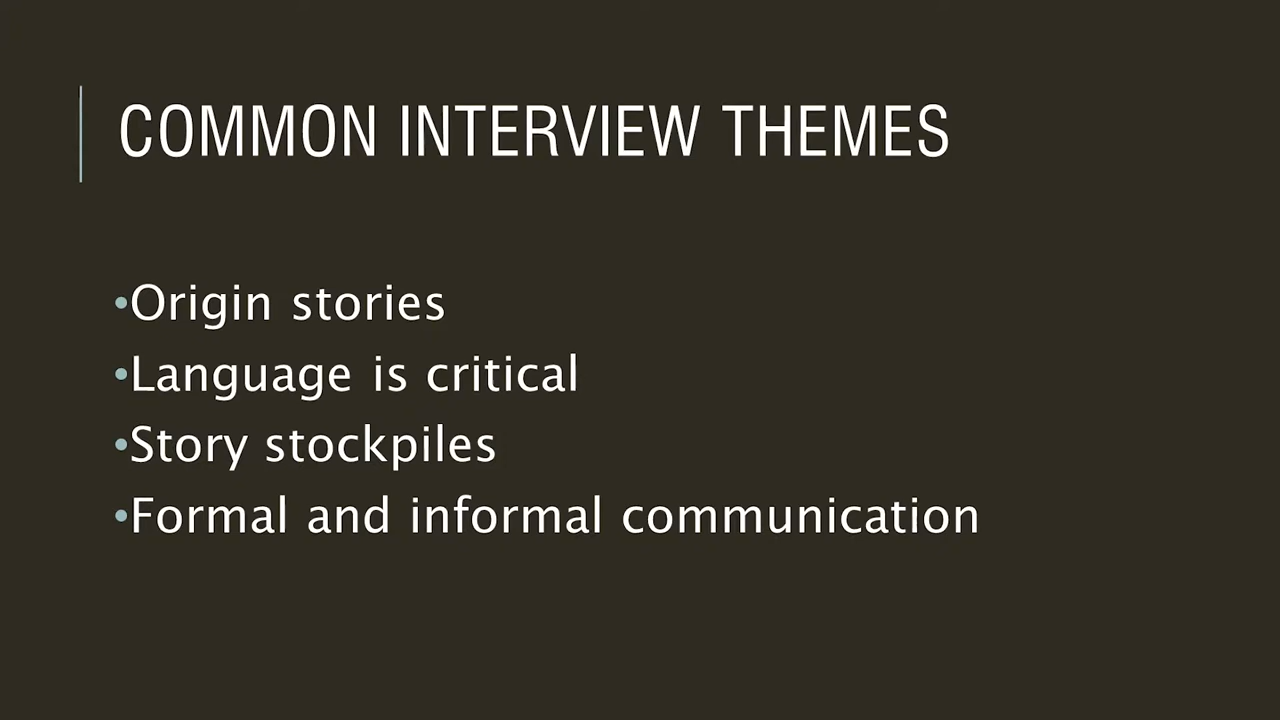 COMMON INTERVIEW THEMES
•Origin stories
•Language is critical
•Story stockpiles
•Formal and informal communication